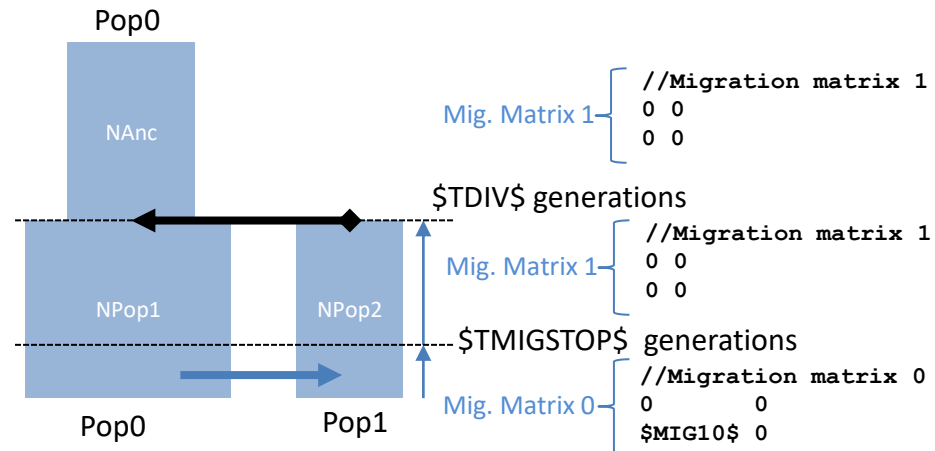 Pop0
NAnc
Mig. Matrix 1
//Migration matrix 1
0 0
0 0
$TDIV$ generations
NPop1
NPop2
Mig. Matrix 1
//Migration matrix 1
0 0
0 0
$TMIGSTOP$ generations
Mig. Matrix 0
//Migration matrix 0
0 0
$MIG10$ 0
Pop0
Pop1